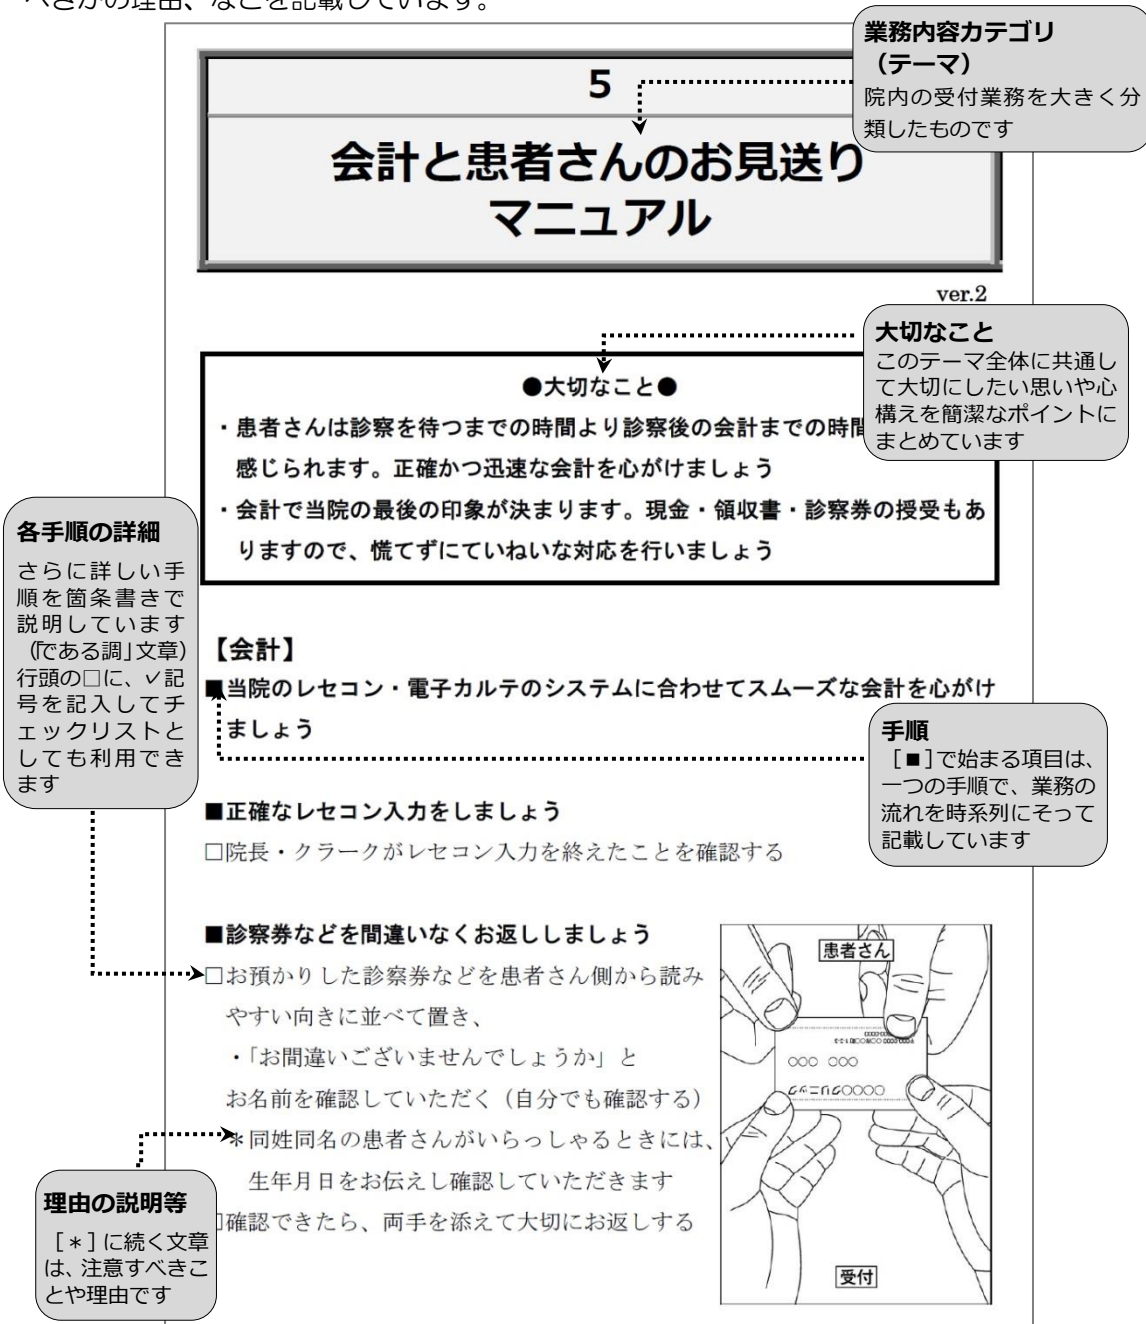 べきかの理由、などを記載しています。
業務内容カテゴリ
（テーマ）
院内の受付業務を大きく分
類したものです
5
会計と患者さんのお見送り
マニュアル
ver.2
大切なこと
このテーマ全体に共通し
て大切にしたい思いや心
構えを簡潔なポイントに
まとめています
●大切なこと●
・患者さんは診察を待つまでの時間より診察後の会計までの時間
感じられます。正確かつ迅速な会計を心がけましょう
・会計で当院の最後の印象が決まります。現金・領収書・診察券の授受もあ
りますので、慌てずにていねいな対応を行いましょう
各手順の詳細
さらに詳しい手
順を箇条書きで
説明しています
（「である調」文章）
行頭の□に、✓記
号を記入してチ
ェックリストと
しても利用でき
ます
【会計】
■当院のレセコン・電子カルテのシステムに合わせてスムーズな会計を心がけ
ましょう
手順
［■］で始まる項目は、
一つの手順で、業務の
流れを時系列にそって
記載しています
■正確なレセコン入力をしましょう
□院長・クラークがレセコン入力を終えたことを確認する
■診察券などを間違いなくお返ししましょう
□お預かりした診察券などを患者さん側から読み
やすい向きに並べて置き、
・「お間違いございませんでしょうか」と
お名前を確認していただく（自分でも確認する）
＊同姓同名の患者さんがいらっしゃるときには、
生年月日をお伝えし確認していただきます
□確認できたら、両手を添えて大切にお返しする
理由の説明等
［＊］に続く文章
は、注意すべきこ
とや理由です
患者さん
○○○ ○○○
○○○○クリニック
受付